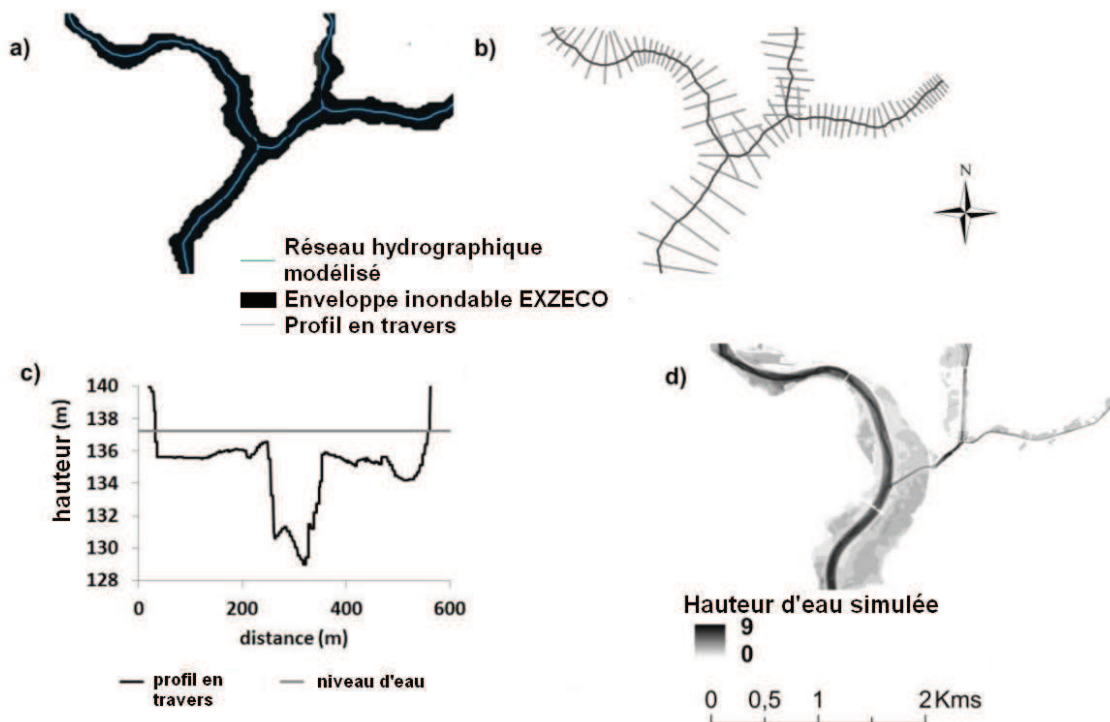 a)
b)
N
Réseau hydrographique
modélisé
Enveloppe inondable EXZECO
Profil en travers
c)
140
138
136
134
132
130
128
hauteur (m)
0 200 400 600
distance (m)
profil en
travers
niveau d'eau
d)
Hauteur d'eau simulée
9
0
0 0,5 1 2 Kms